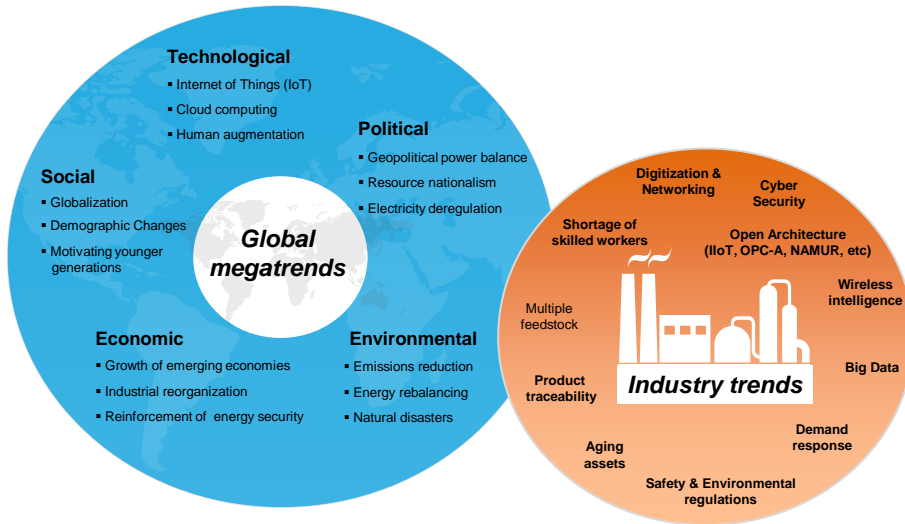 Technological
▪ Internet of Things (IoT)
▪ Cloud computing
▪ Human augmentation
Political
▪ Geopolitical power balance
▪ Resource nationalism
▪ Electricity deregulation
Social
▪ Globalization
▪ Demographic Changes
▪ Motivating younger
generations
Global
megatrends
Economic
▪ Growth of emerging economies
▪ Industrial reorganization
▪ Reinforcement of energy security
Environmental
▪ Emissions reduction
▪ Energy rebalancing
▪ Natural disasters
Digitization &
Networking
Cyber
Security
Shortage of
skilled workers
Open Architecture
(IIoT, OPC-A, NAMUR, etc)
Wireless
intelligence
Multiple
feedstock
Big Data
Product
traceability
Industry trends
Demand
response
Aging
assets
Safety & Environmental
regulations